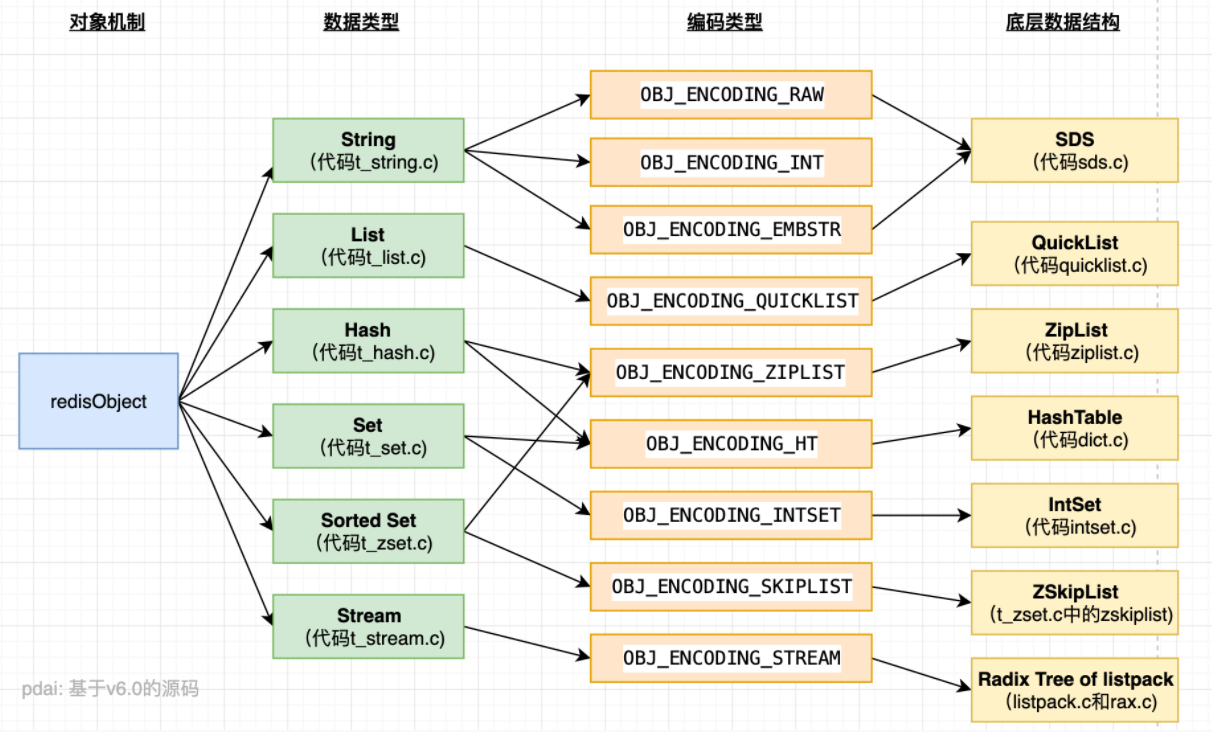 对象机制
数据类型
编码类型
底层数据结构
redisObject
String
(代码t_string.c)
List
(代码t_list.c)
Hash
(代码t_hash.c)
Set
(代码t_set.c)
Sorted Set
(代码t_zset.c)
Stream
(代码t_stream.c)
OBJ_ENCODING_RAW
OBJ_ENCODING_INT
OBJ_ENCODING_EMBSTR
OBJ_ENCODING_QUICKLIST
OBJ_ENCODING_ZIPLIST
OBJ_ENCODING_HT
OBJ_ENCODING_INTSET
OBJ_ENCODING_SKIPLIST
OBJ_ENCODING_STREAM
SDS
(代码sds.c)
QuickList
(代码quicklist.c)
ZipList
(代码ziplist.c)
HashTable
(代码dict.c)
IntSet
(代码intset.c)
ZSkipList
(t_zset.c中的zskiplist)
Radix Tree of listpack
(listpack.c和rax.c)
pdai: 基于v6.0的源码